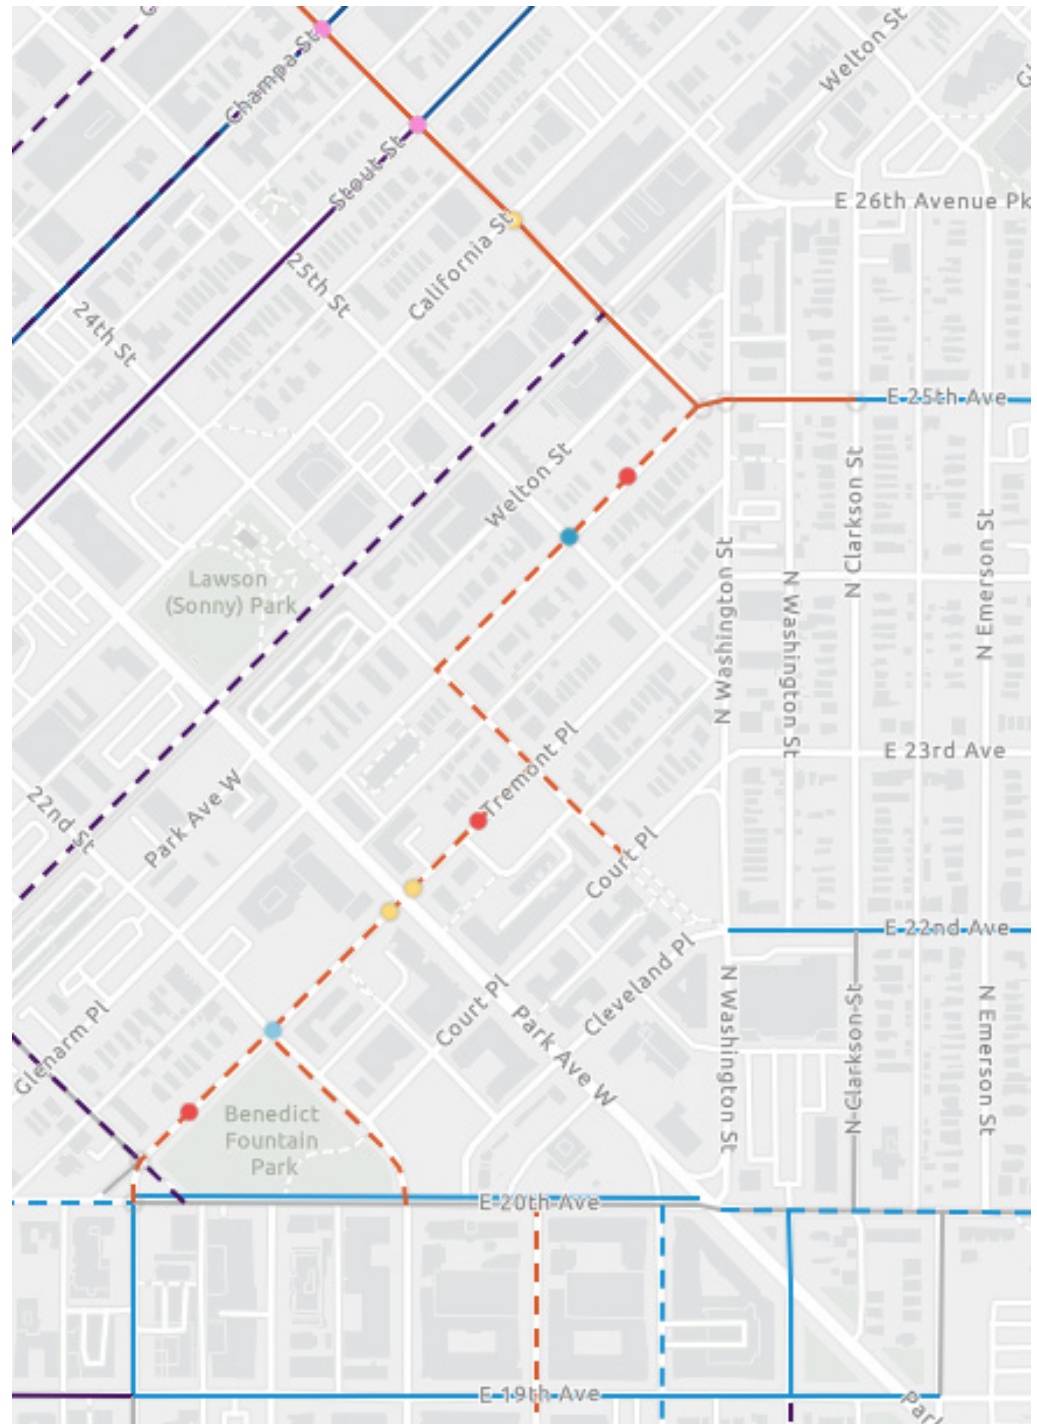 Champa St
Welton St
Stout St
E 26th Avenue Pk
California St
25th St
24th St
E 25th Ave
Welton St
N Clarkson St
N Emerson St
N Washington St
N Washington St
Lawson
(Sonny) Park
E 23rd Ave
Tremont Pl
Park Ave W
22nd St
Court Pl
E 22nd Ave
Cleveland Pl
Court Pl
Park Ave W
N Washington St
N Clarkson St
N Emerson St
Glenarm Pl
Benedict
Fountain
Park
E 20th Ave
E 19th Ave
Park